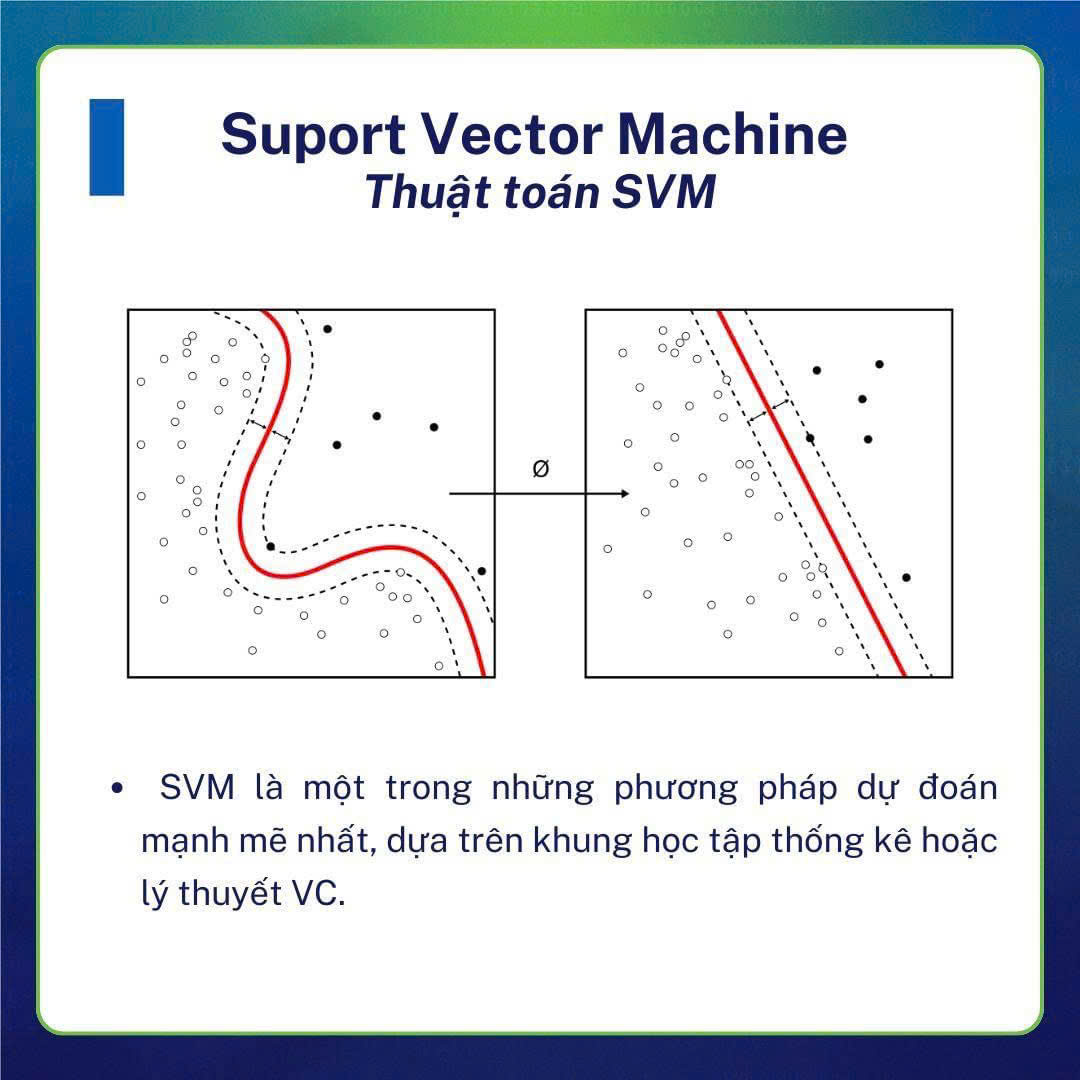 Suport Vector Machine
Thuật toán SVM
Ø
• SVM là một trong những phương pháp dự đoán
mạnh mẽ nhất, dựa trên khung học tập thống kê hoặc
lý thuyết VC.